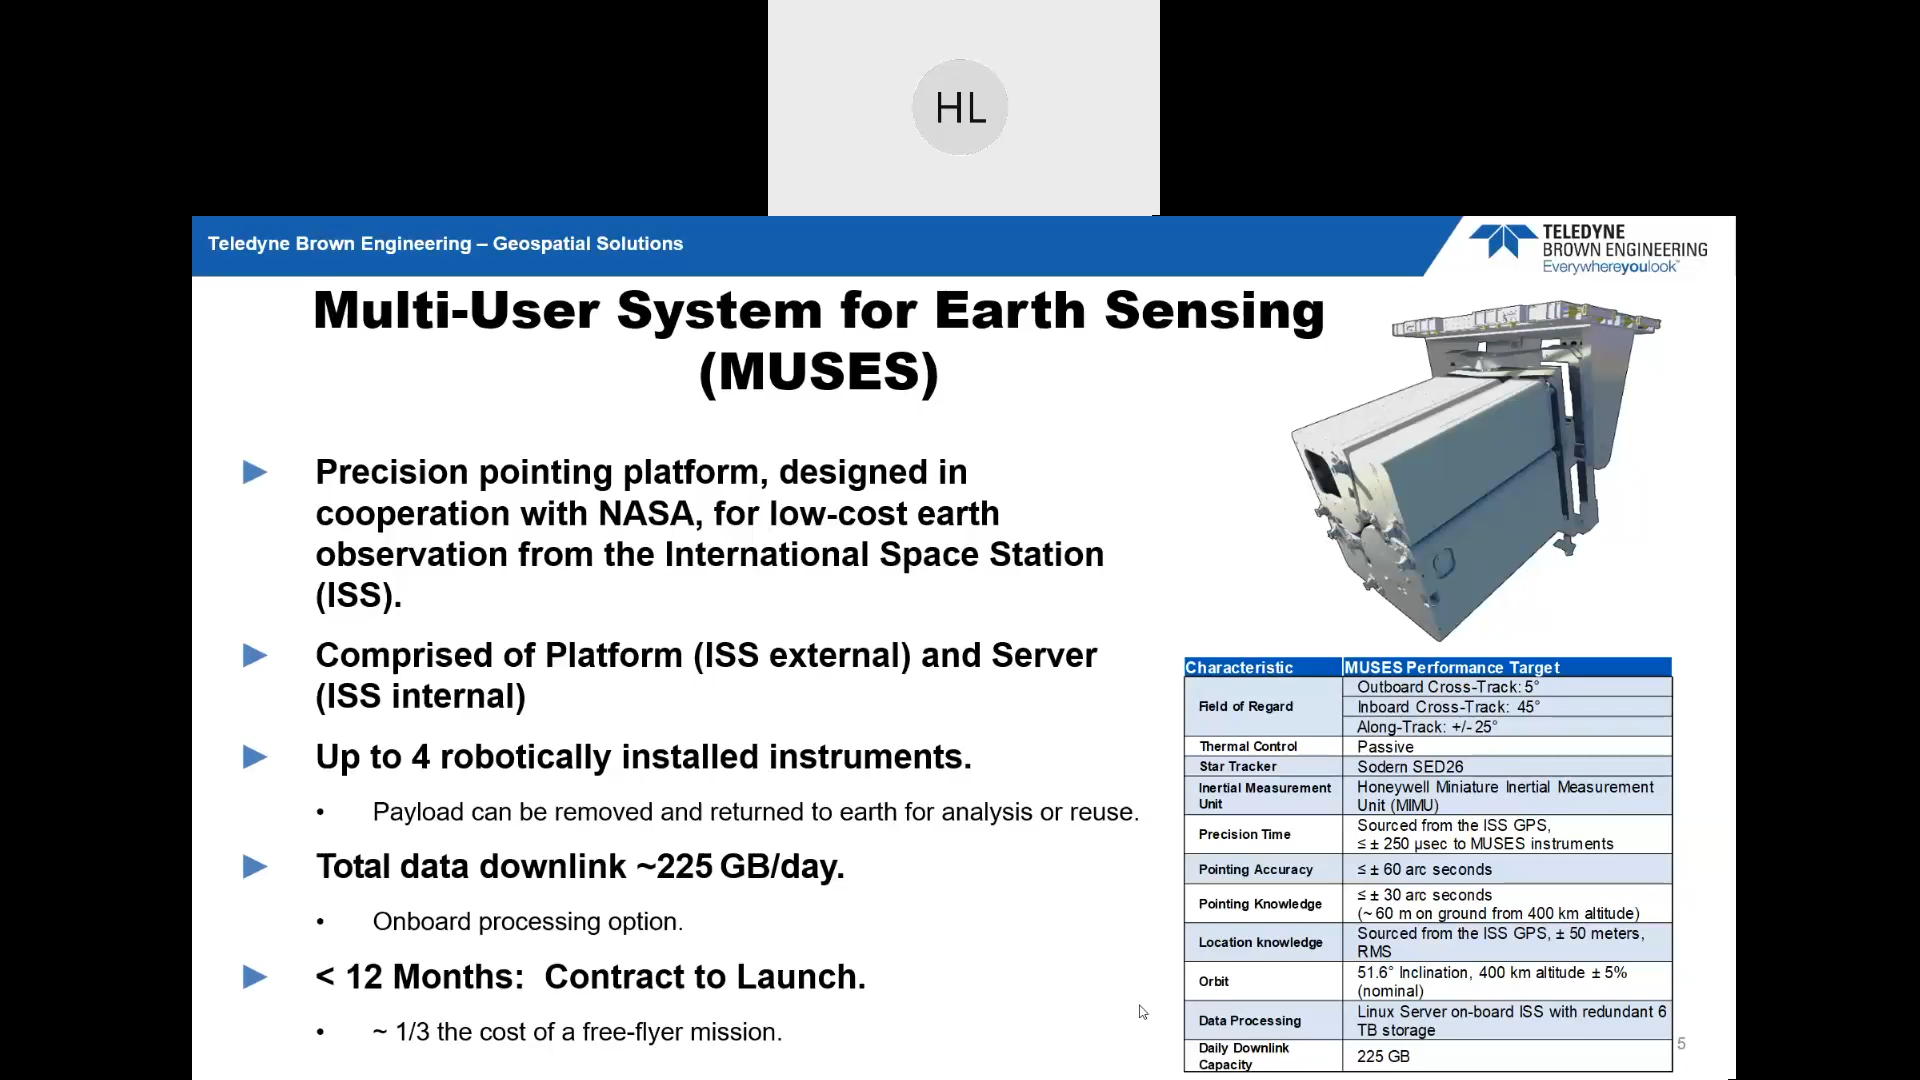 HL
Teledyne Brown Engineering – Geospatial Solutions
TELEDYNE
BROWN ENGINEERING
Everywhereyoulook™
Multi-User System for Earth Sensing
(MUSES)
Precision pointing platform, designed in
cooperation with NASA, for low-cost earth
observation from the International Space Station
(ISS).
Comprised of Platform (ISS external) and Server
(ISS internal)
Up to 4 robotically installed instruments.
• Payload can be removed and returned to earth for analysis or reuse.
Total data downlink ~225 GB/day.
• Onboard processing option.
< 12 Months:  Contract to Launch.
• ~ 1/3 the cost of a free-flyer mission.
Characteristic MUSES Performance Target
Field of Regard
Outboard Cross-Track: 5°
Inboard Cross-Track: 45°
Along-Track: +/- 25°
Thermal Control Passive
Star Tracker Sodern SED26
Inertial Measurement
Unit
Honeywell Miniature Inertial Measurement
Unit (MIMU)
Precision Time
Sourced from the ISS GPS,
≤ ± 250 µsec to MUSES instruments
Pointing Accuracy ≤ ± 60 arc seconds
Pointing Knowledge
≤ ± 30 arc seconds
(~ 60 m on ground from 400 km altitude)
Location knowledge
Sourced from the ISS GPS, ± 50 meters,
RMS
Orbit
51.6° Inclination, 400 km altitude ± 5%
(nominal)
Data Processing
Linux Server on-board ISS with redundant 6
TB storage
Daily Downlink
Capacity
225 GB
5